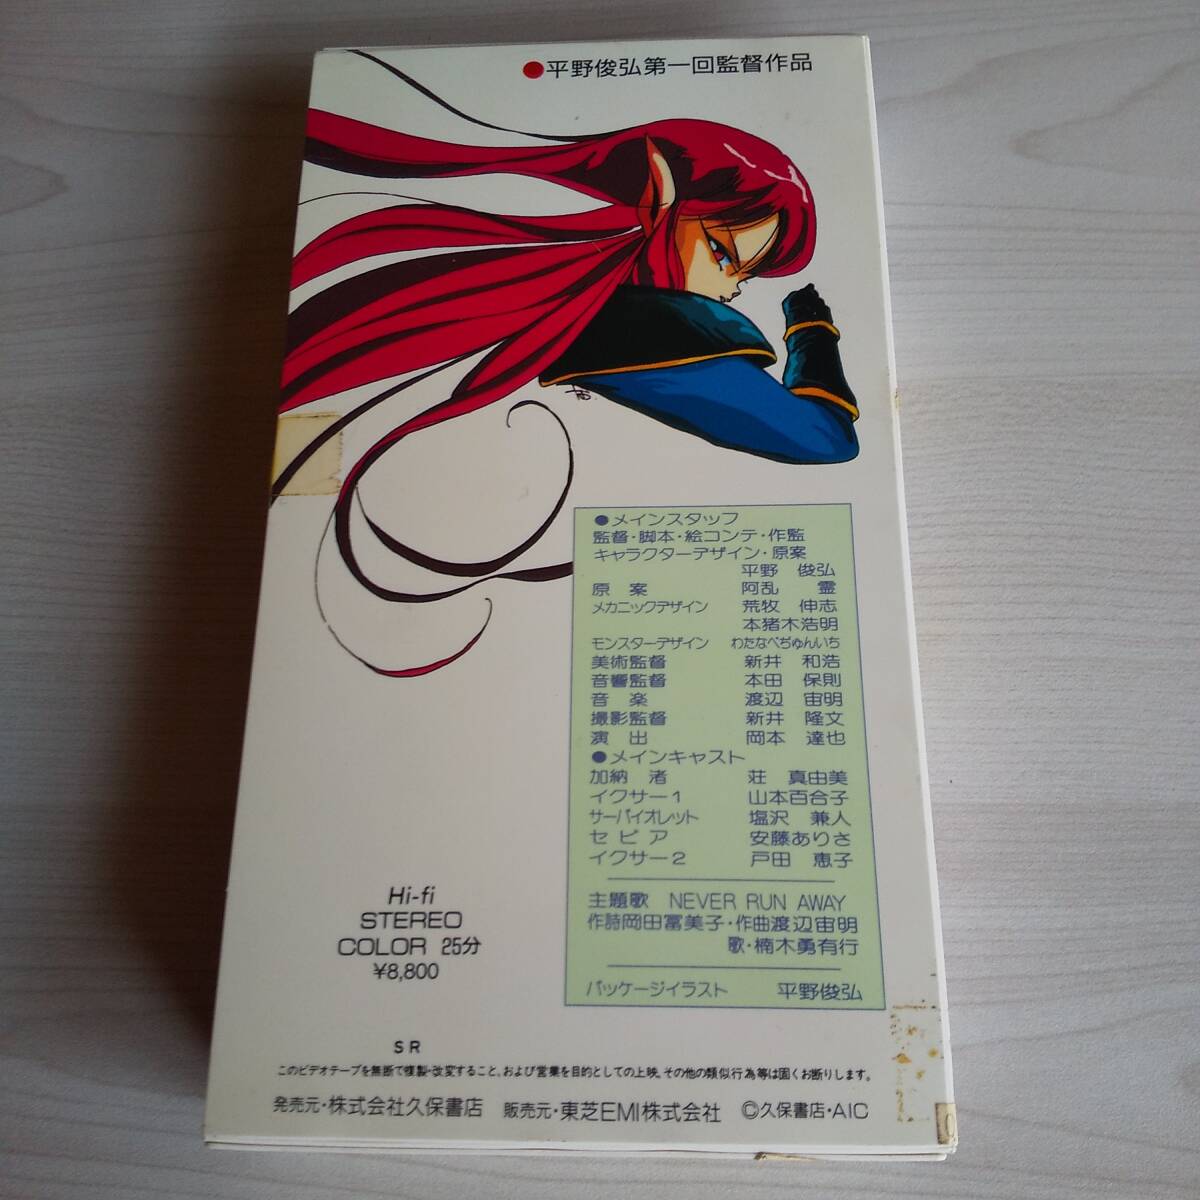 ●平野俊弘第一回監督作品
●メインスタッフ
監督・脚本・絵コンテ・作監
キャラクターデザイン・原案
平野 俊弘
原 案 阿乱 霊
メカニックデザイン 荒牧 伸志
本猪木浩明
モンスターデザイン わたなべぢゅんいち
美術監督 新井 和浩
音響監督 本田 保則
音 楽 渡辺 宙明
撮影監督 新井 隆文
演 出 岡本 達也
●メインキャスト
加納 渚 荘 真由美
イクサー1 山本百合子
サーバイオレット 塩沢 兼人
セピア 安藤ありさ
イクサー2 戸田 恵子
主題歌 NEVER RUN AWAY
作詩岡田冨美子・作曲渡辺宙明
歌・楠木勇有行
パッケージイラスト 平野俊弘
Hi-fi
STEREO
COLOR 25分
¥8,800
SR
このビデオテープを無断で複製・改変すること、および営業を目的としての上映、その他の類似行為等は固くお断りします。
発売元・株式会社久保書店 販売元・東芝EMI株式会社 ©久保書店・AIC